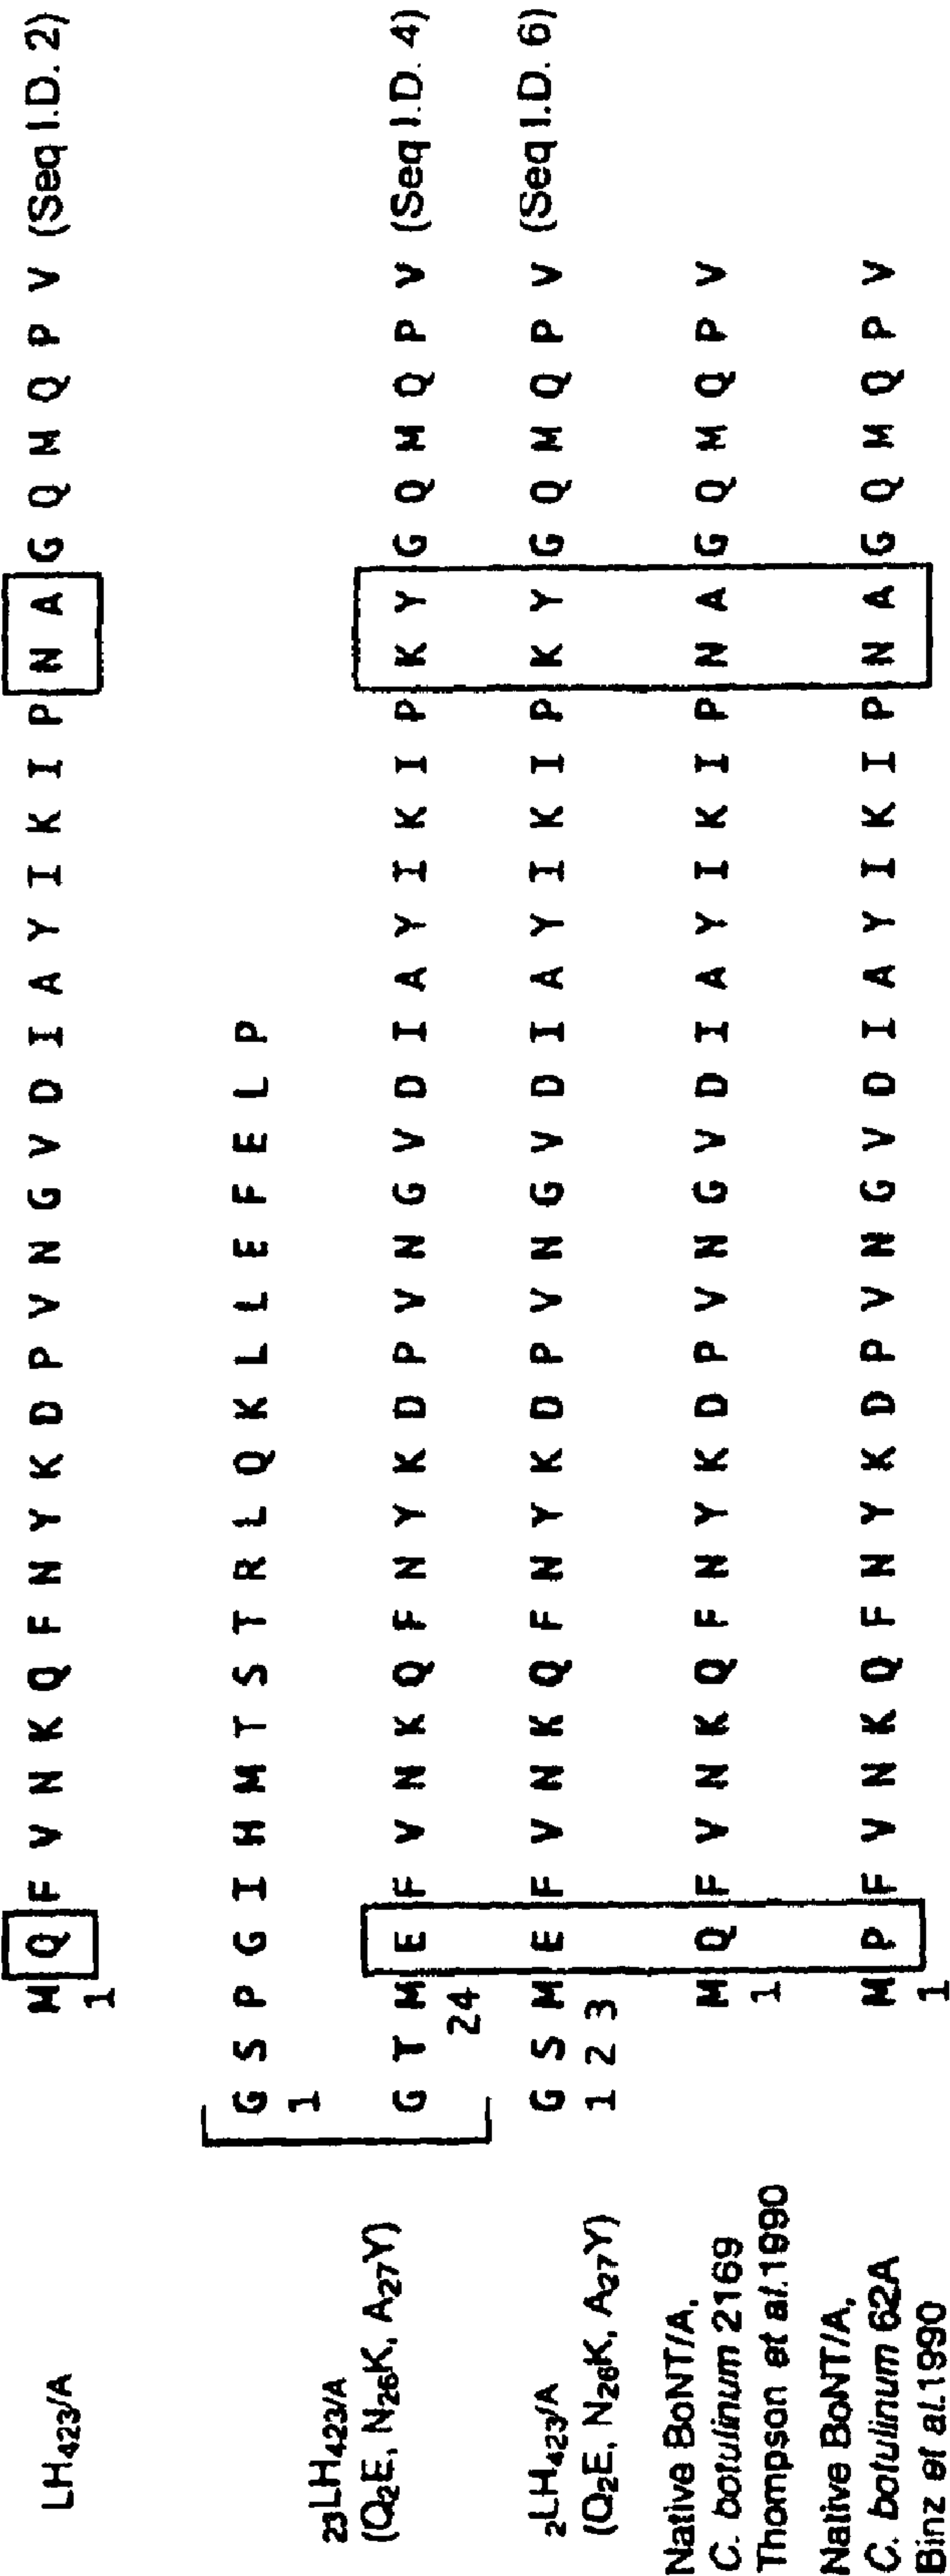 LH423/A M Q F V N K Q F N Y K D P V N G V D I A Y I K I P N A G Q M Q P V (Seq I.D. 2)
1
G S P G I H M T S T R L Q K L L E F E L P
1
23LH423/A
(Q2E, N26K, A27Y)
G T M E F V N K Q F N Y K D P V N G V D I A Y I K I P K Y G Q M Q P V (Seq I.D. 4)
24
2LH423/A
(Q2E, N26K, A27Y)
G S M E F V N K Q F N Y K D P V N G V D I A Y I K I P K Y G Q M Q P V (Seq I.D. 6)
1 2 3
Native BoNT/A,
C. botulinum 2169
Thompson et al.1990
M Q F V N K Q F N Y K D P V N G V D I A Y I K I P N A G Q M Q P V
1
Native BoNT/A,
C. botulinum 62A
Binz et al.1990
M P F V N K Q F N Y K D P V N G V D I A Y I K I P N A G Q M Q P V
1